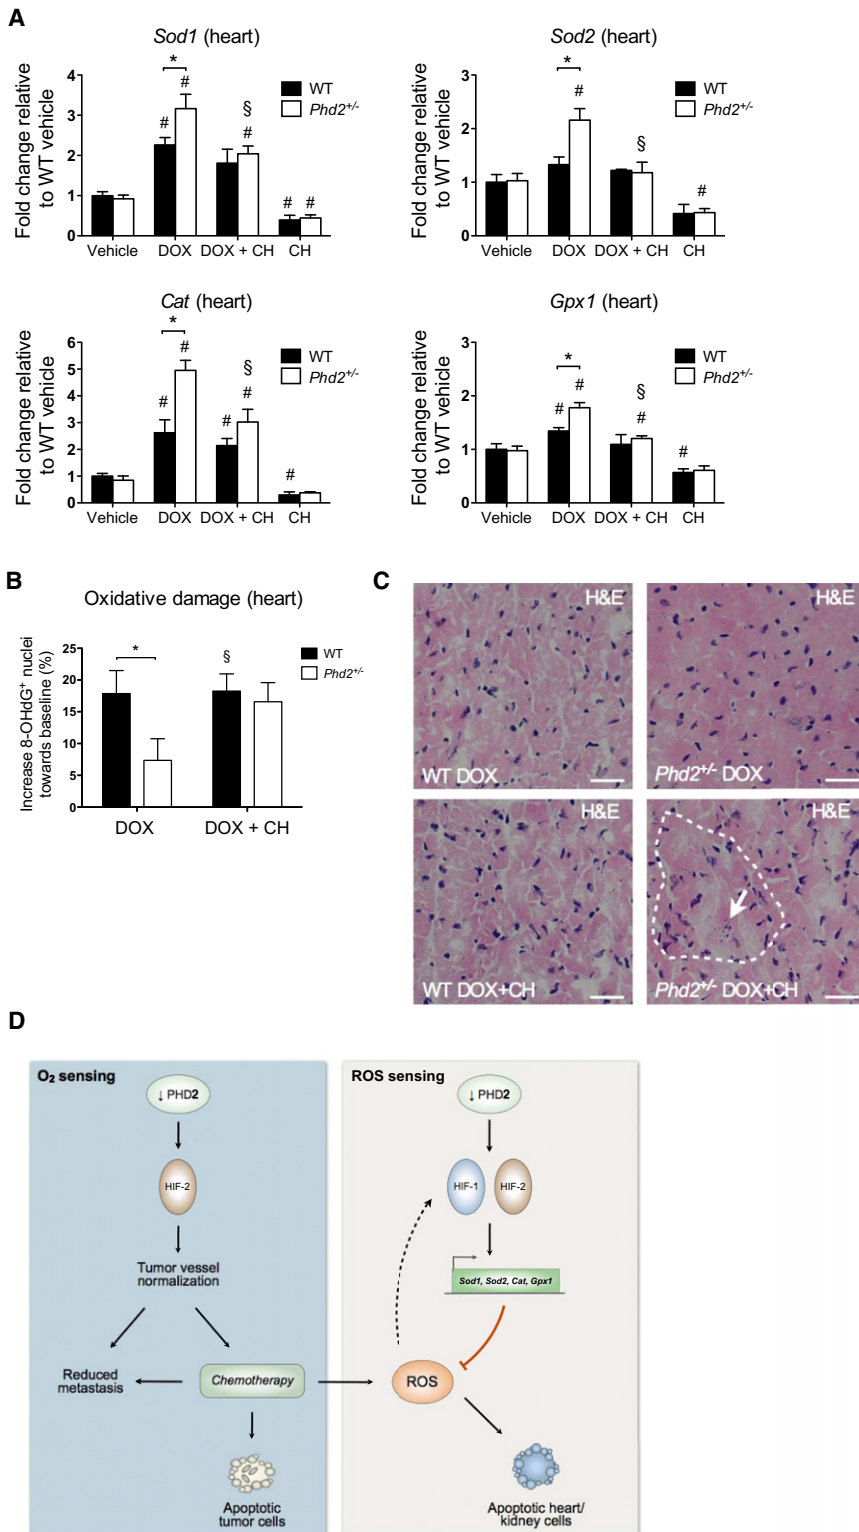 A
Sod1 (heart)
Fold change relative
to WT vehicle
4
3
2
1
0
*
#
#
§
#
#
#
WT
Phd2+/-
Vehicle
DOX
DOX + CH
CH
Sod2 (heart)
Fold change relative
to WT vehicle
3
2
1
0
*
#
§
#
WT
Phd2+/-
Vehicle
DOX
DOX + CH
CH
Cat (heart)
Fold change relative
to WT vehicle
6
5
4
3
2
1
0
*
#
#
§
#
#
#
WT
Phd2+/-
Vehicle
DOX
DOX + CH
CH
Gpx1 (heart)
Fold change relative
to WT vehicle
3
2
1
0
*
#
#
§
#
#
WT
Phd2+/-
Vehicle
DOX
DOX + CH
CH
B
Oxidative damage (heart)
Increase 8-OHdG+ nuclei
towards baseline (%)
25
20
15
10
5
0
*
§
WT
Phd2+/-
DOX
DOX + CH
C
H&E
WT DOX
H&E
Phd2+/- DOX
H&E
WT DOX+CH
H&E
Phd2+/- DOX+CH
D
O2 sensing
↓ PHD2
HIF-2
Tumor vessel
normalization
Reduced
metastasis
Chemotherapy
Apoptotic
tumor cells
ROS sensing
↓ PHD2
HIF-1
HIF-2
Sod1, Sod2, Cat, Gpx1
ROS
Apoptotic heart/
kidney cells